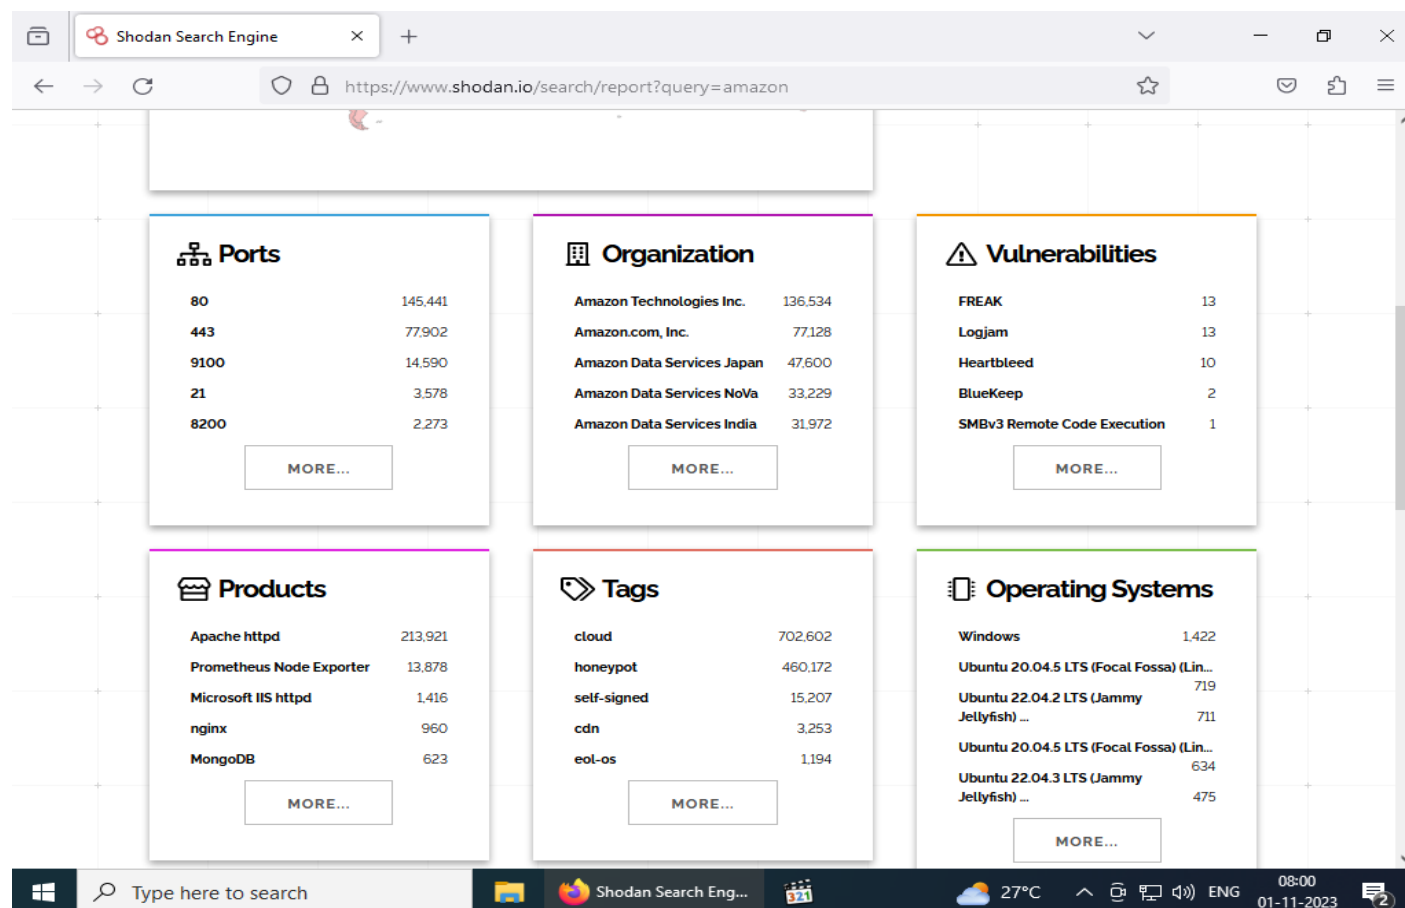 Shodan Search Engine
https://www.shodan.io/search/report?query=amazon
Ports
80 145,441
443 77,902
9100 14,590
21 3,578
8200 2,273
MORE...
Organization
Amazon Technologies Inc. 136,534
Amazon.com, Inc. 77,128
Amazon Data Services Japan 47,600
Amazon Data Services NoVa 33,229
Amazon Data Services India 31,972
MORE...
Vulnerabilities
FREAK 13
Logjam 13
Heartbleed 10
BlueKeep 2
SMBv3 Remote Code Execution 1
MORE...
Products
Apache httpd 213,921
Prometheus Node Exporter 13,878
Microsoft IIS httpd 1,416
nginx 960
MongoDB 623
MORE...
Tags
cloud 702,602
honeypot 460,172
self-signed 15,207
cdn 3,253
eol-os 1,194
MORE...
Operating Systems
Windows 1,422
Ubuntu 20.04.5 LTS (Focal Fossa) (Lin...
719
Ubuntu 22.04.2 LTS (Jammy
Jellyfish) ... 711
Ubuntu 20.04.5 LTS (Focal Fossa) (Lin...
634
Ubuntu 22.04.3 LTS (Jammy
Jellyfish) ... 475
MORE...
Type here to search
Shodan Search Eng...
321
27°C
ENG
08:00
01-11-2023
2